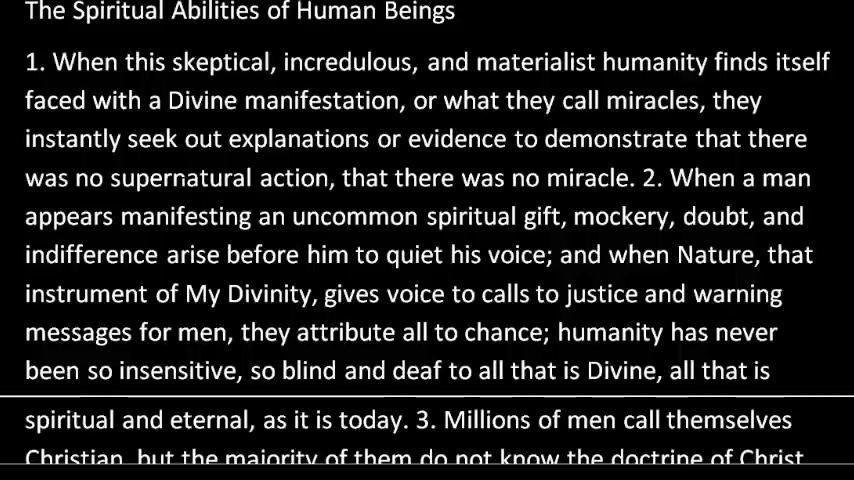 The Spiritual Abilities of Human Beings
1. When this skeptical, incredulous, and materialist humanity finds itself
faced with a Divine manifestation, or what they call miracles, they
instantly seek out explanations or evidence to demonstrate that there
was no supernatural action, that there was no miracle. 2. When a man
appears manifesting an uncommon spiritual gift, mockery, doubt, and
indifference arise before him to quiet his voice; and when Nature, that
instrument of My Divinity, gives voice to calls to justice and warning
messages for men, they attribute all to chance; humanity has never
been so insensitive, so blind and deaf to all that is Divine, all that is
spiritual and eternal, as it is today. 3. Millions of men call themselves
Christian, but the majority of them do not know the doctrine of Christ